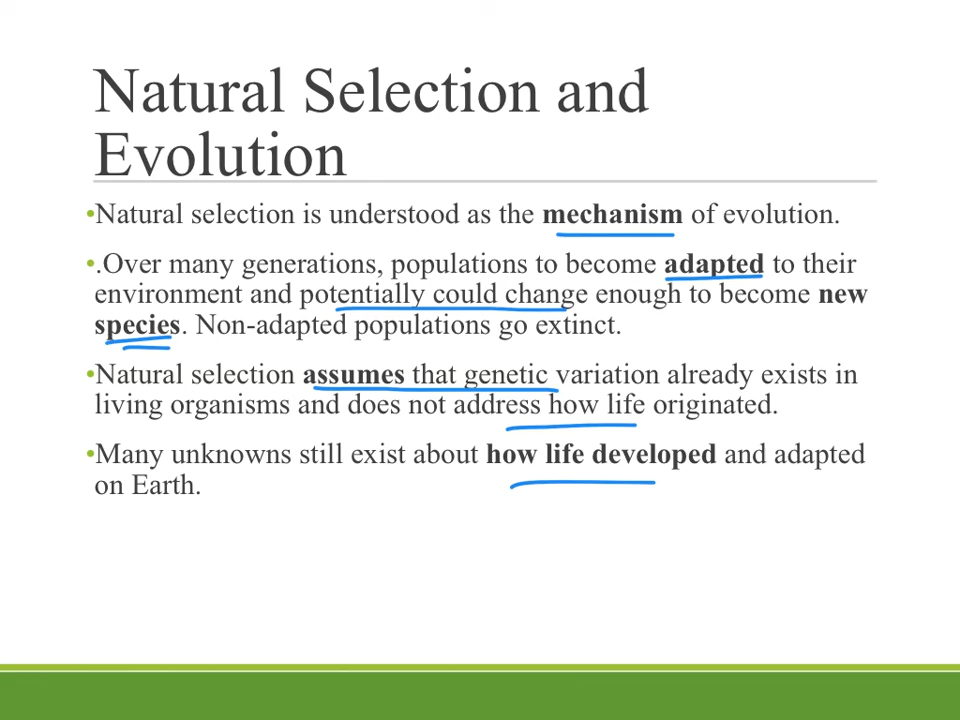 Natural Selection and
Evolution
•Natural selection is understood as the mechanism of evolution.
•.Over many generations, populations to become adapted to their
environment and potentially could change enough to become new
species. Non-adapted populations go extinct.
•Natural selection assumes that genetic variation already exists in
living organisms and does not address how life originated.
•Many unknowns still exist about how life developed and adapted
on Earth.